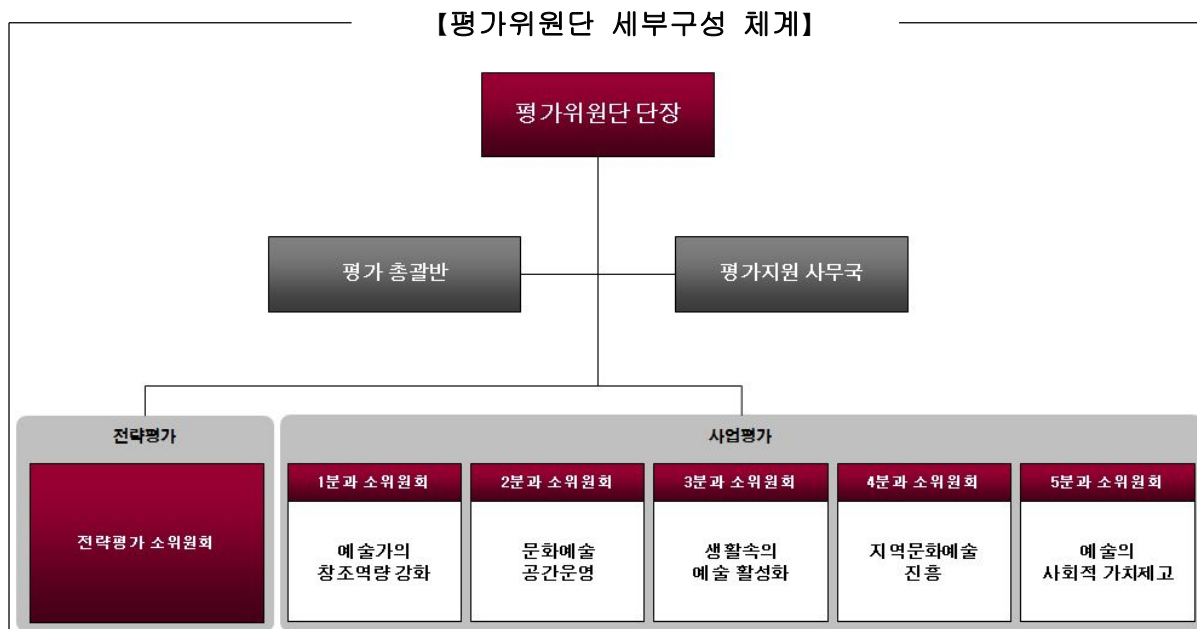 【평가위원단 세부구성 체계】
평가위원단 단장
평가 총괄반
평가지원 사무국
전략평가
전략평가 소위원회
사업평가
1분과 소위원회
예술가의
창조역량 강화
2분과 소위원회
문화예술
공간운영
3분과 소위원회
생활속의
예술 활성화
4분과 소위원회
지역문화예술
진흥
5분과 소위원회
예술의
사회적 가치제고